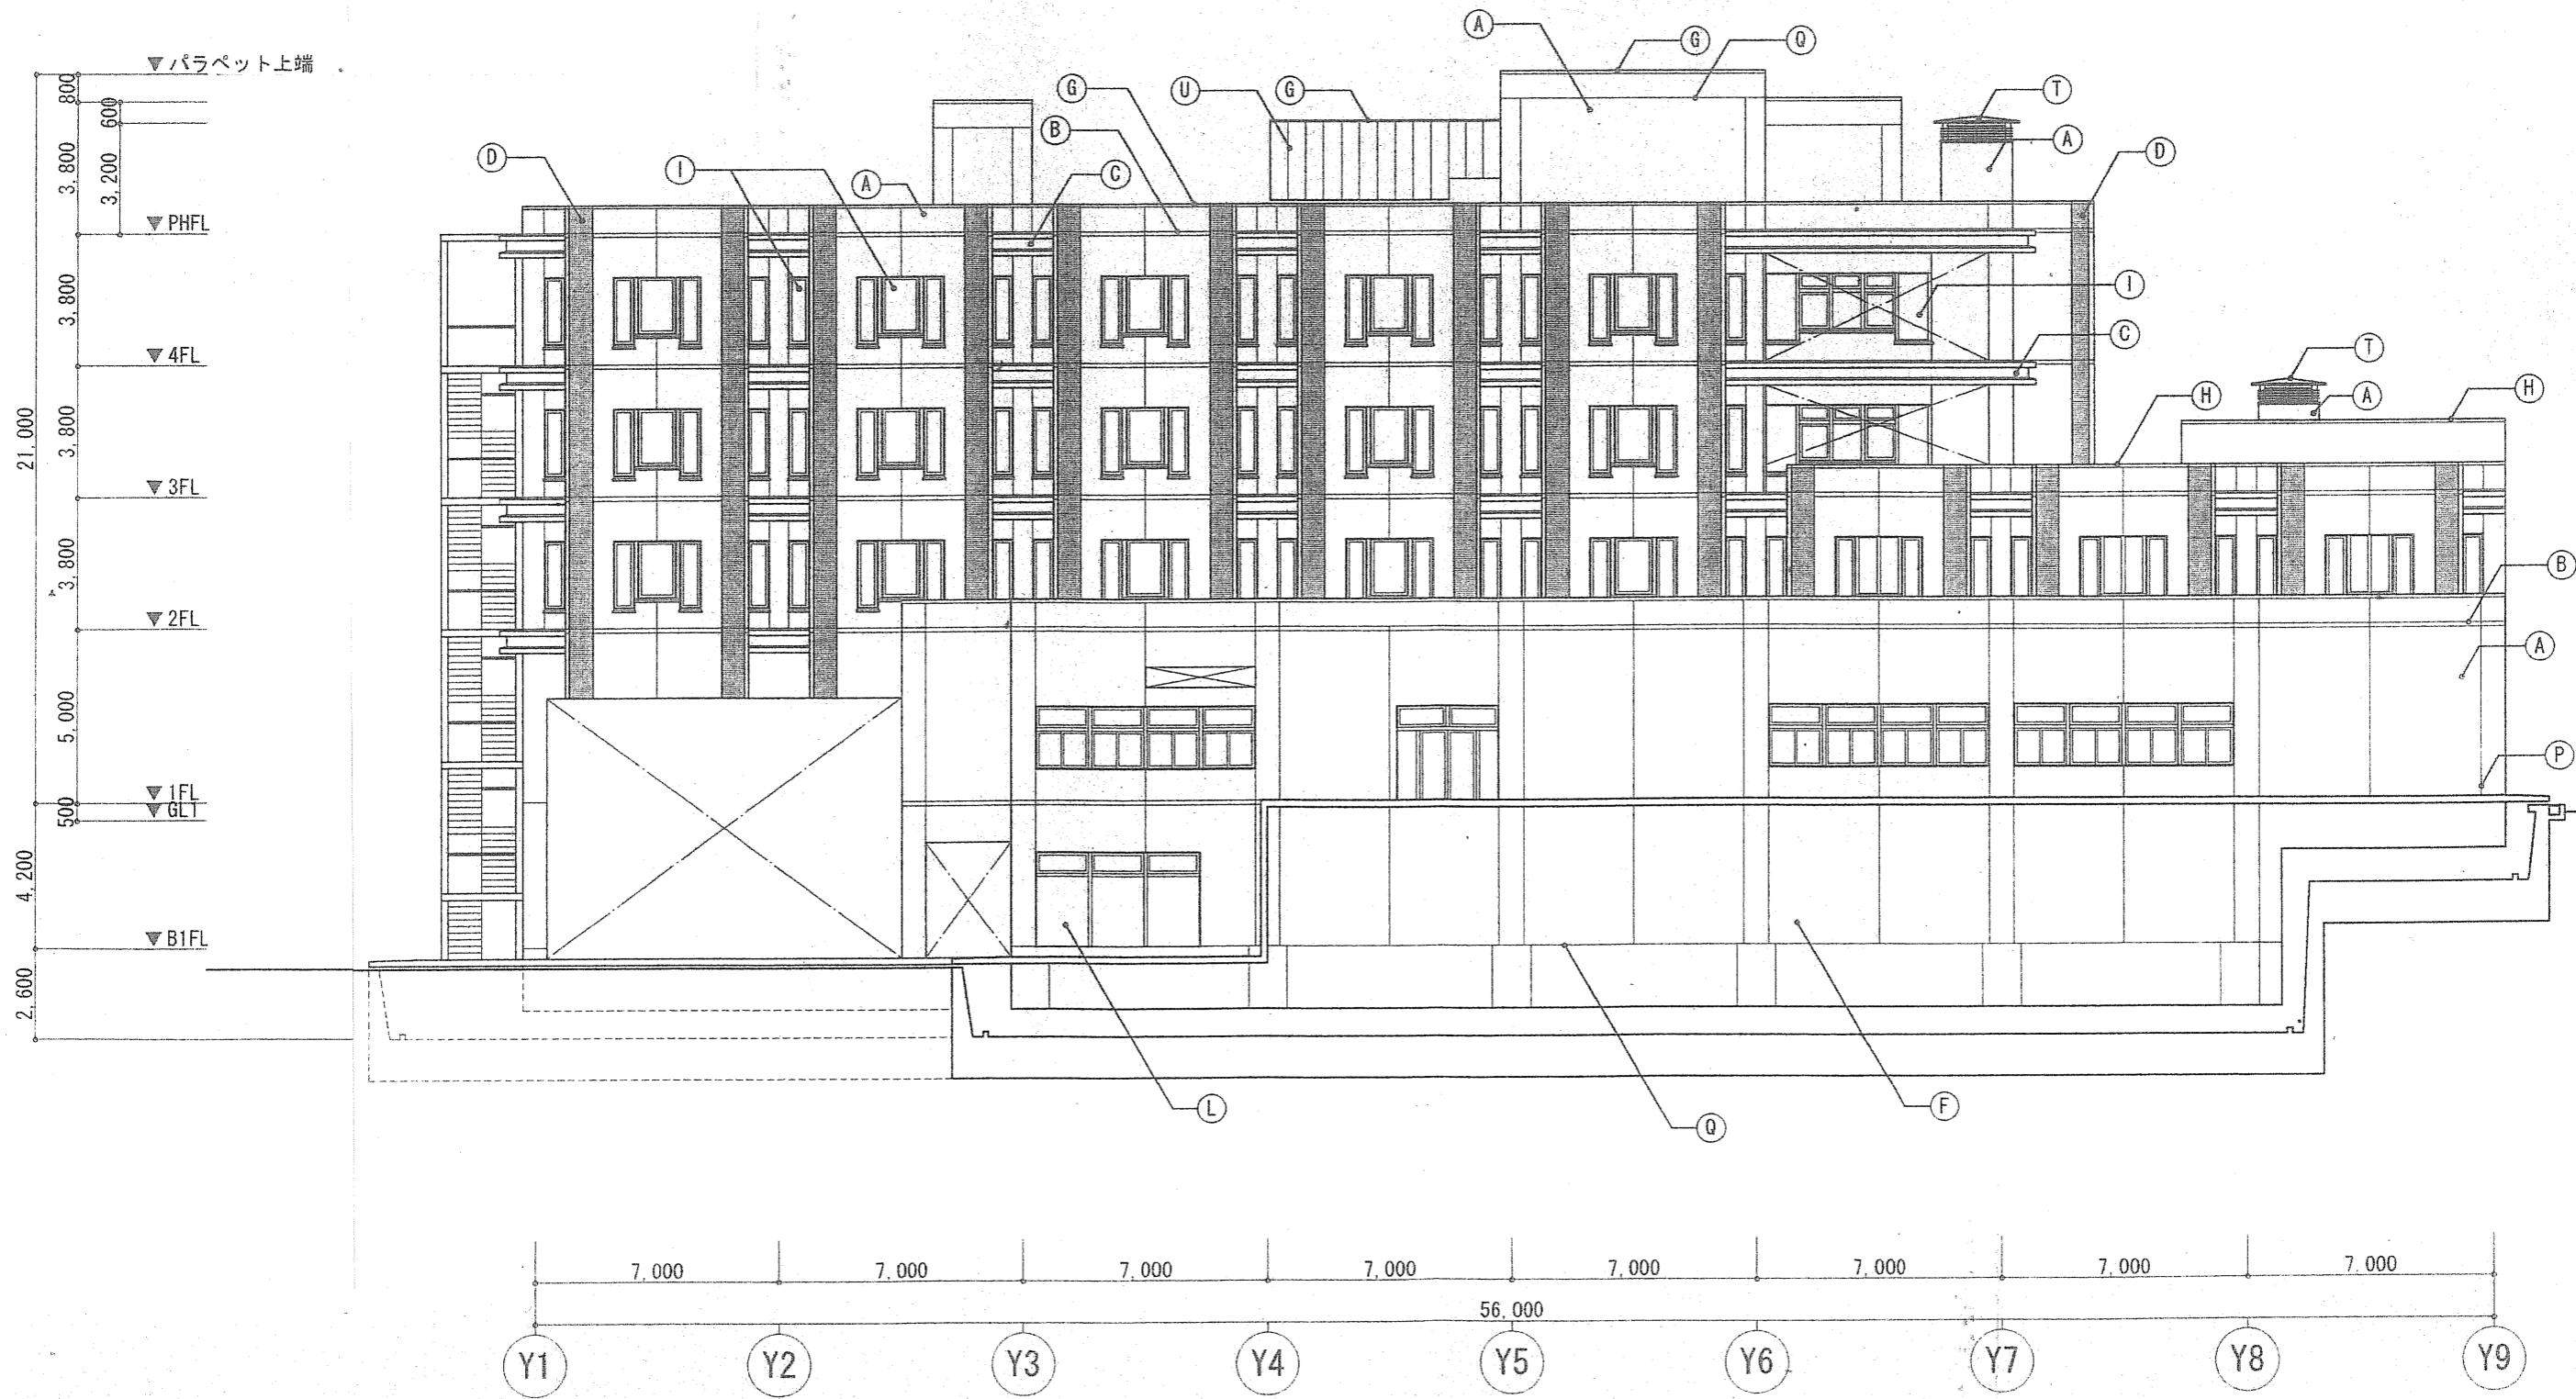 A
G
Q
▼パラペット上端
800
G
U
G
T
600
B
A
D
I
A
C
D
3,800
3,200
▼PHFL
3,800
I
C
▼4FL
T
H
A
H
21,000
3,800
▼3FL
3,800
B
▼2FL
A
5,000
P
▼1FL
500
▼GL1
4,200
▼B1FL
2,600
L
Q
F
7,000 7,000 7,000 7,000 7,000 7,000 7,000 7,000
56,000
Y1 Y2 Y3 Y4 Y5 Y6 Y7 Y8 Y9